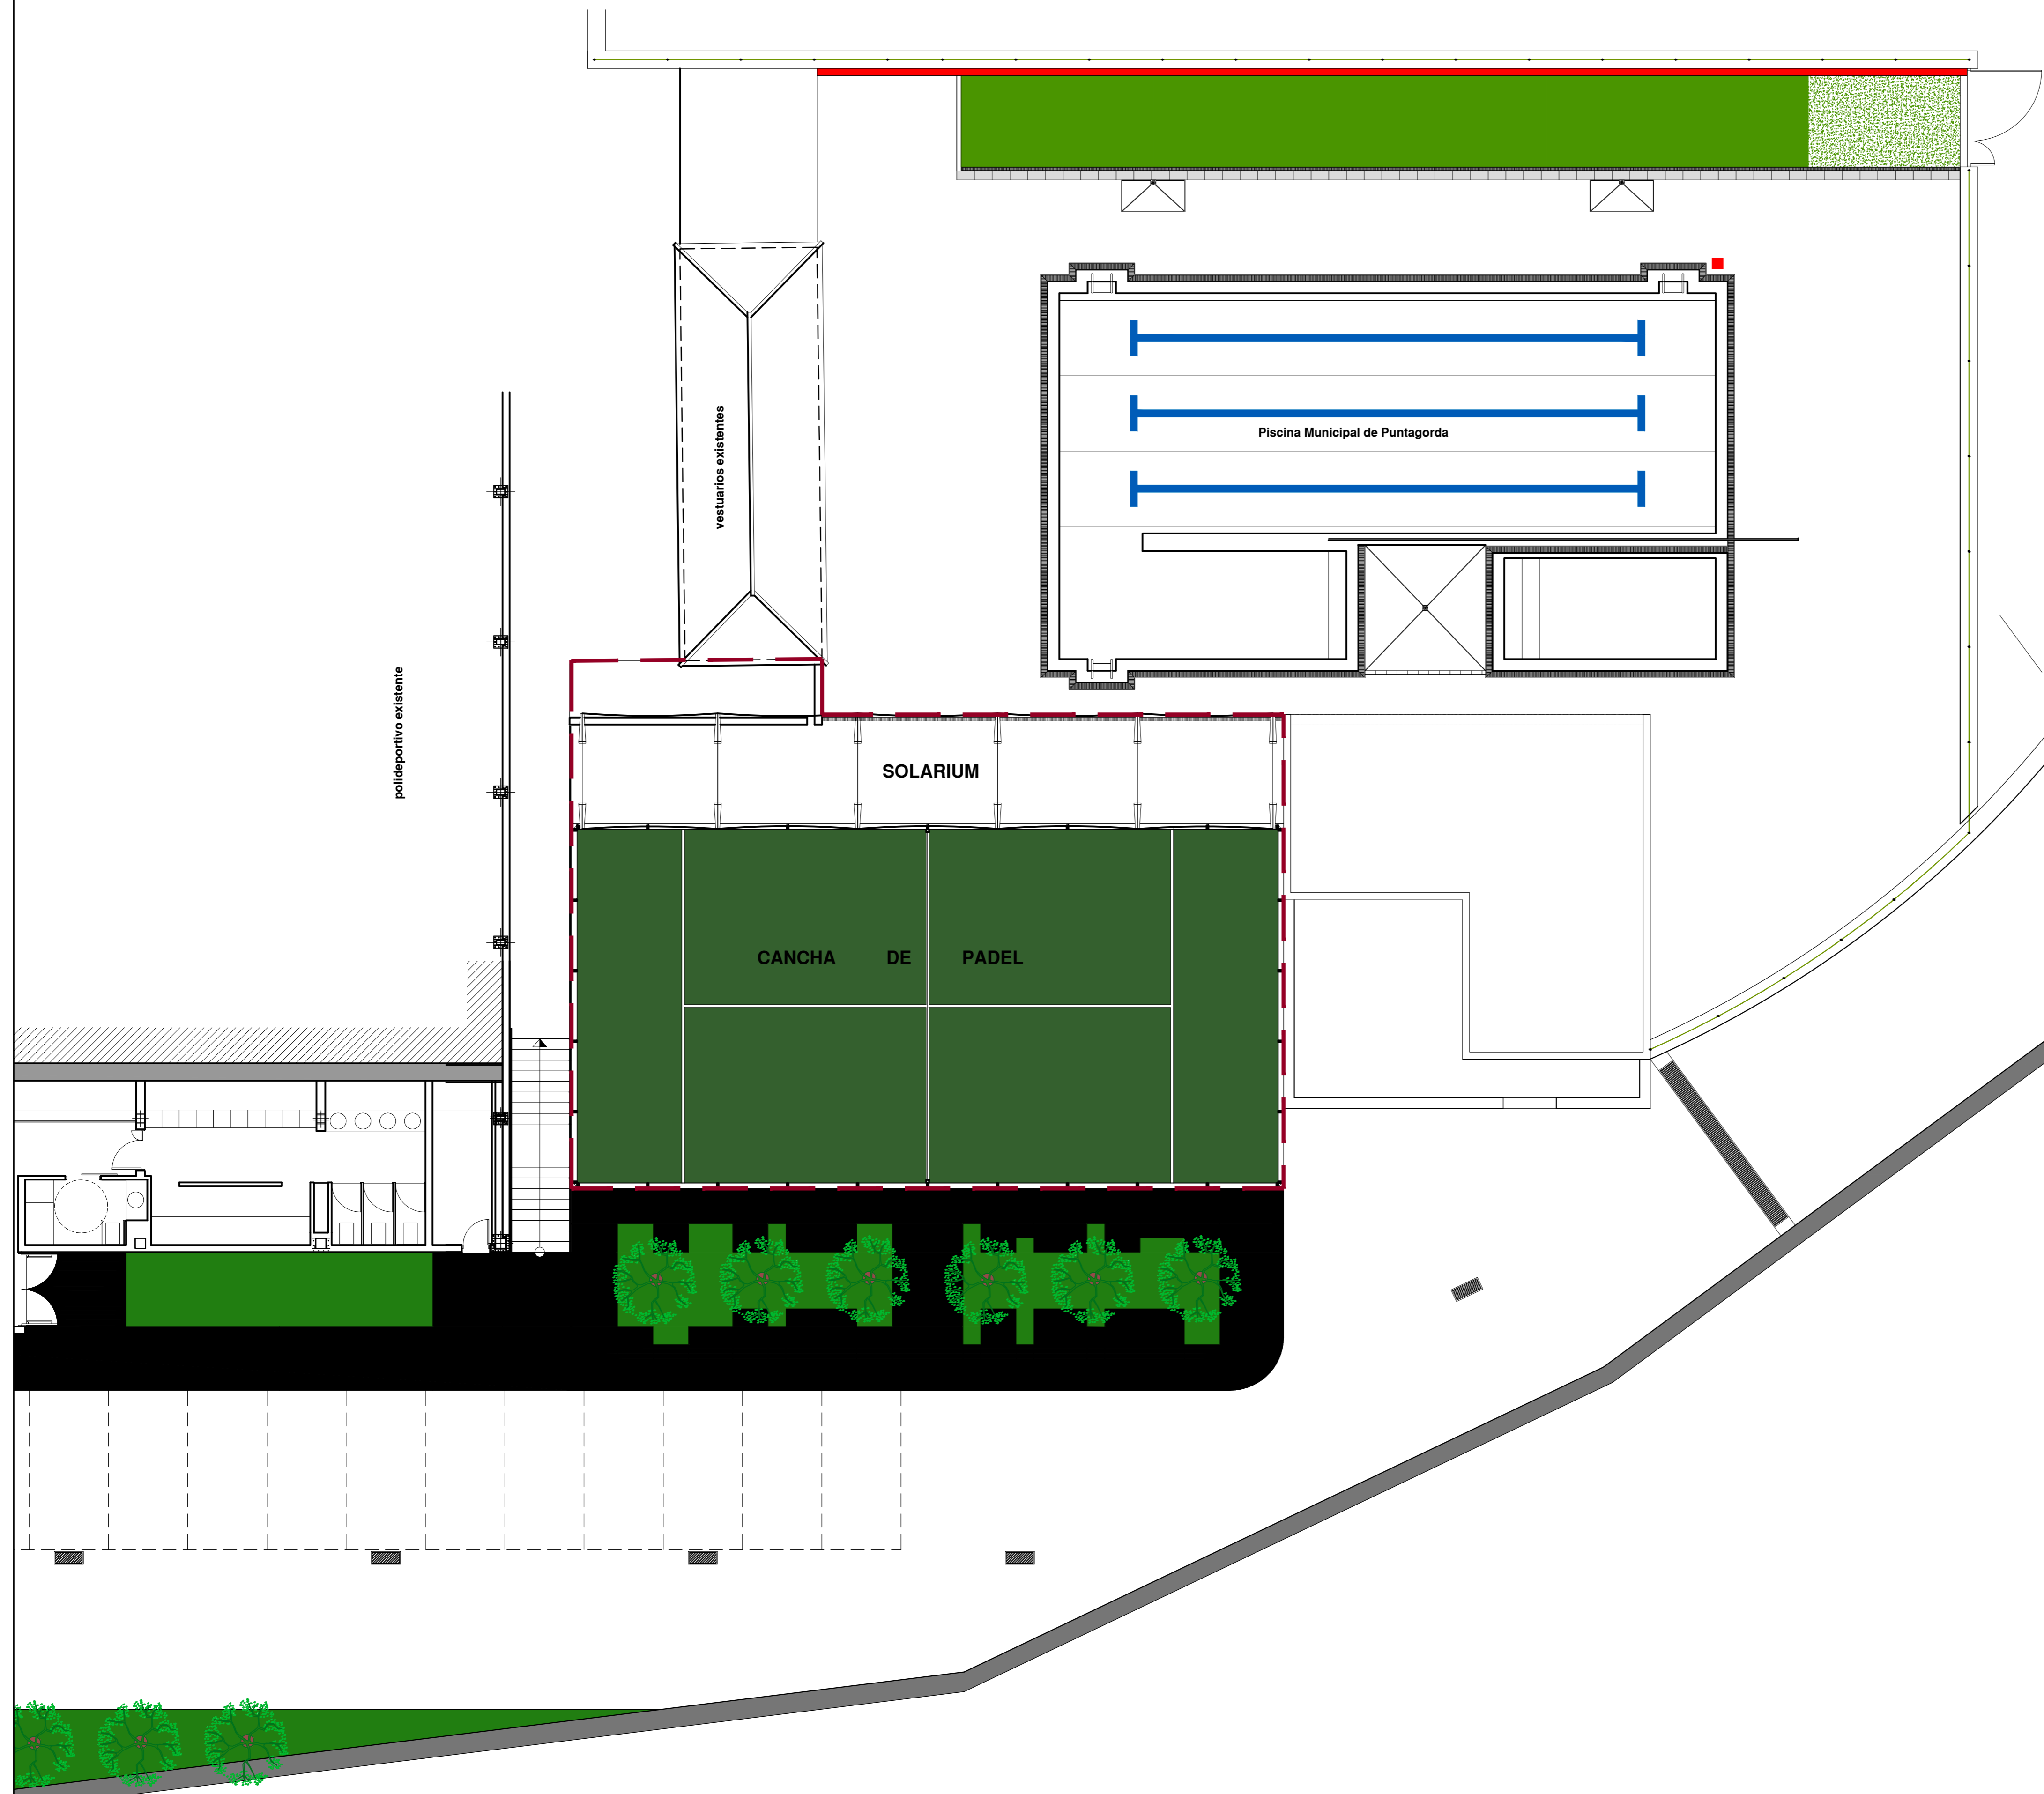 vestuarios existentes
Piscina Municipal de Puntagorda
polideportivo existente
SOLARIUM
CANCHA DE PADEL